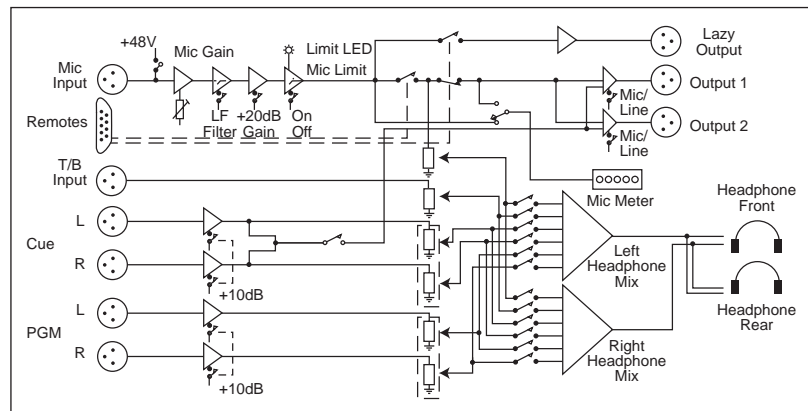 +48V
Mic Gain
Limit LED
Lazy
Output
Mic
Input
Mic Limit
Output 1
Remotes
LF
Filter
+20dB
Gain
On
Off
Mic/
Line
Output 2
Mic/
Line
T/B
Input
Mic Meter
Headphone
Front
Cue
L
R
+10dB
Left
Headphone
Mix
Headphone
Rear
PGM
L
R
+10dB
Right
Headphone
Mix